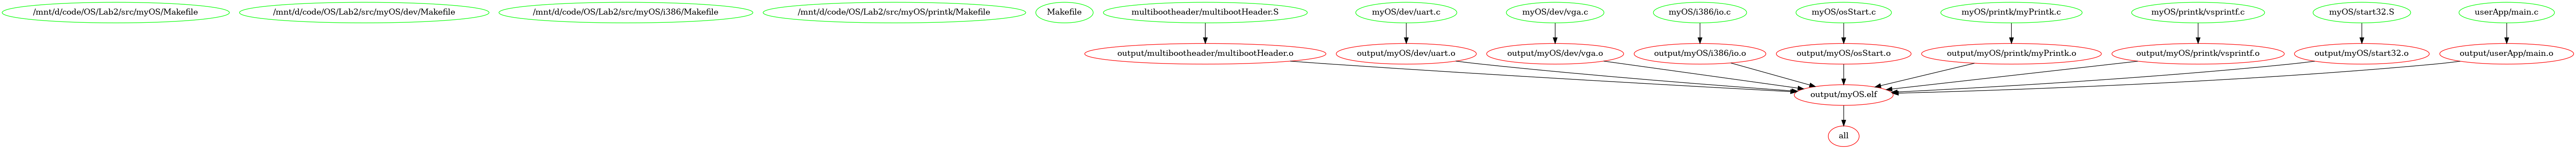 /mnt/d/code/OS/Lab2/src/myOS/Makefile
/mnt/d/code/OS/Lab2/src/myOS/dev/Makefile
/mnt/d/code/OS/Lab2/src/myOS/i386/Makefile
/mnt/d/code/OS/Lab2/src/myOS/printk/Makefile
Makefile
multibootheader/multibootHeader.S
myOS/dev/uart.c
myOS/dev/vga.c
myOS/i386/io.c
myOS/osStart.c
myOS/printk/myPrintk.c
myOS/printk/vsprintf.c
myOS/start32.S
userApp/main.c
output/multibootheader/multibootHeader.o
output/myOS/dev/uart.o
output/myOS/dev/vga.o
output/myOS/i386/io.o
output/myOS/osStart.o
output/myOS/printk/myPrintk.o
output/myOS/printk/vsprintf.o
output/myOS/start32.o
output/userApp/main.o
output/myOS.elf
all